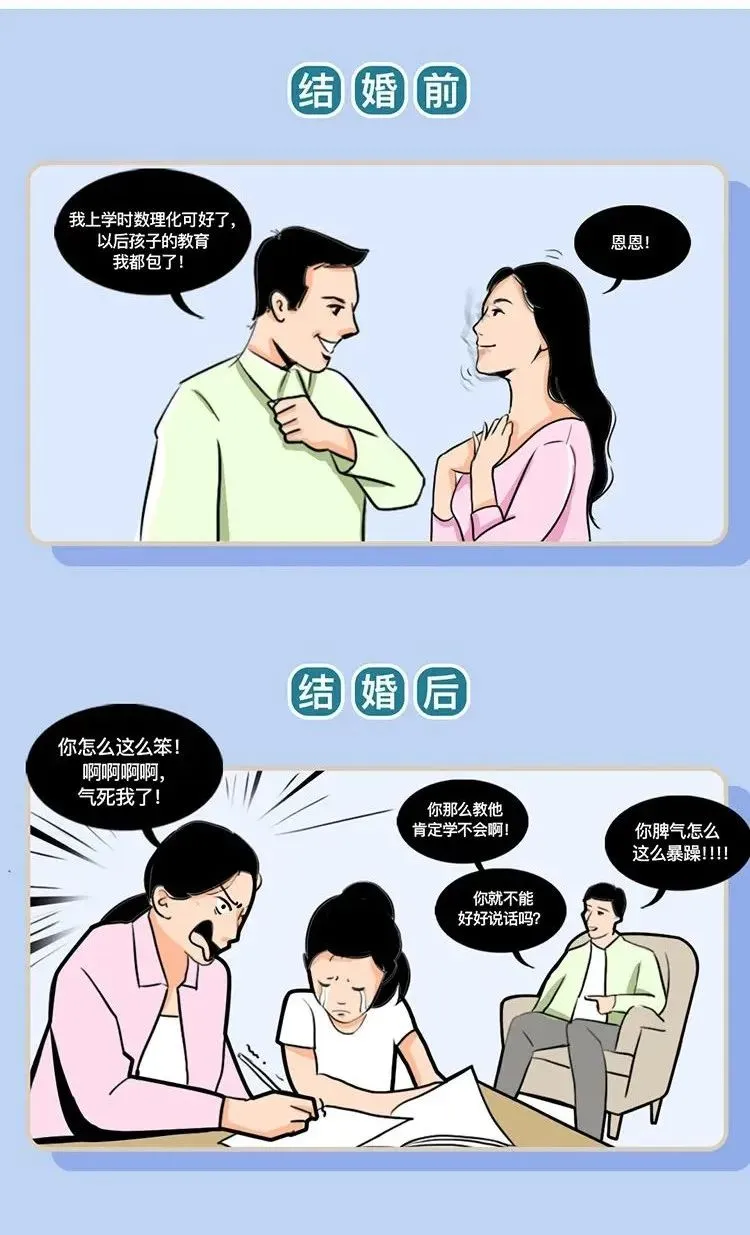 结婚前
我上学时数理化可好了,
以后孩子的教育
我都包了!
恩恩!
结婚后
你怎么这么笨!
啊啊啊啊,
气死我了!
你那么教他
肯定学不会啊!
你就不能
好好说话吗?
你脾气怎么
这么暴躁!!!!